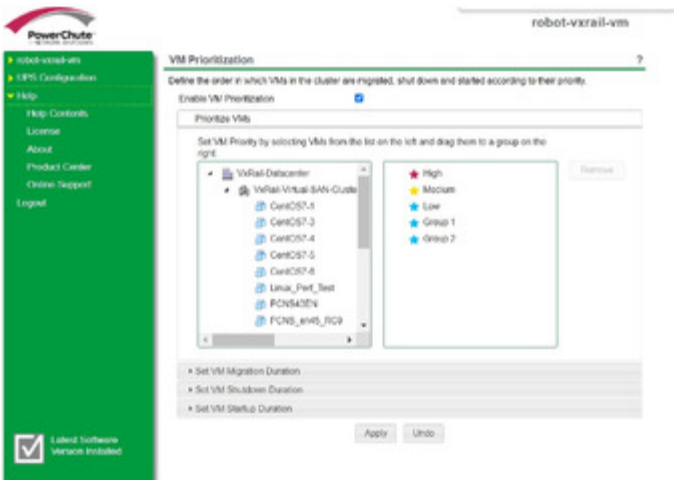 robot-vxrail-vm
PowerChute
NETWORK SHUTDOWN
robot-vxrail-vm
UPS Configuration
Help
Help Contents
License
About
Product Center
Online Support
Logout
Latest Software
Version Installed
VM Prioritization
?
Define the order in which VMs in the cluster are migrated, shut down and started according to their priority.
Enable VM Prioritization
Prioritize VMs
Set VM Priority by selecting VMs from the list on the left and drag them to a group on the
right.
VxRail-Datacenter
VxRail-Virtual-SAN-Cluste
CentOS7-1
CentOS7-3
CentOS7-4
CentOS7-5
CentOS7-6
Linux_Perf_Test
PCNS43EN
PCNS_en45_RC9
High
Medium
Low
Group 1
Group 2
Remove
Set VM Migration Duration
Set VM Shutdown Duration
Set VM Startup Duration
Apply
Undo